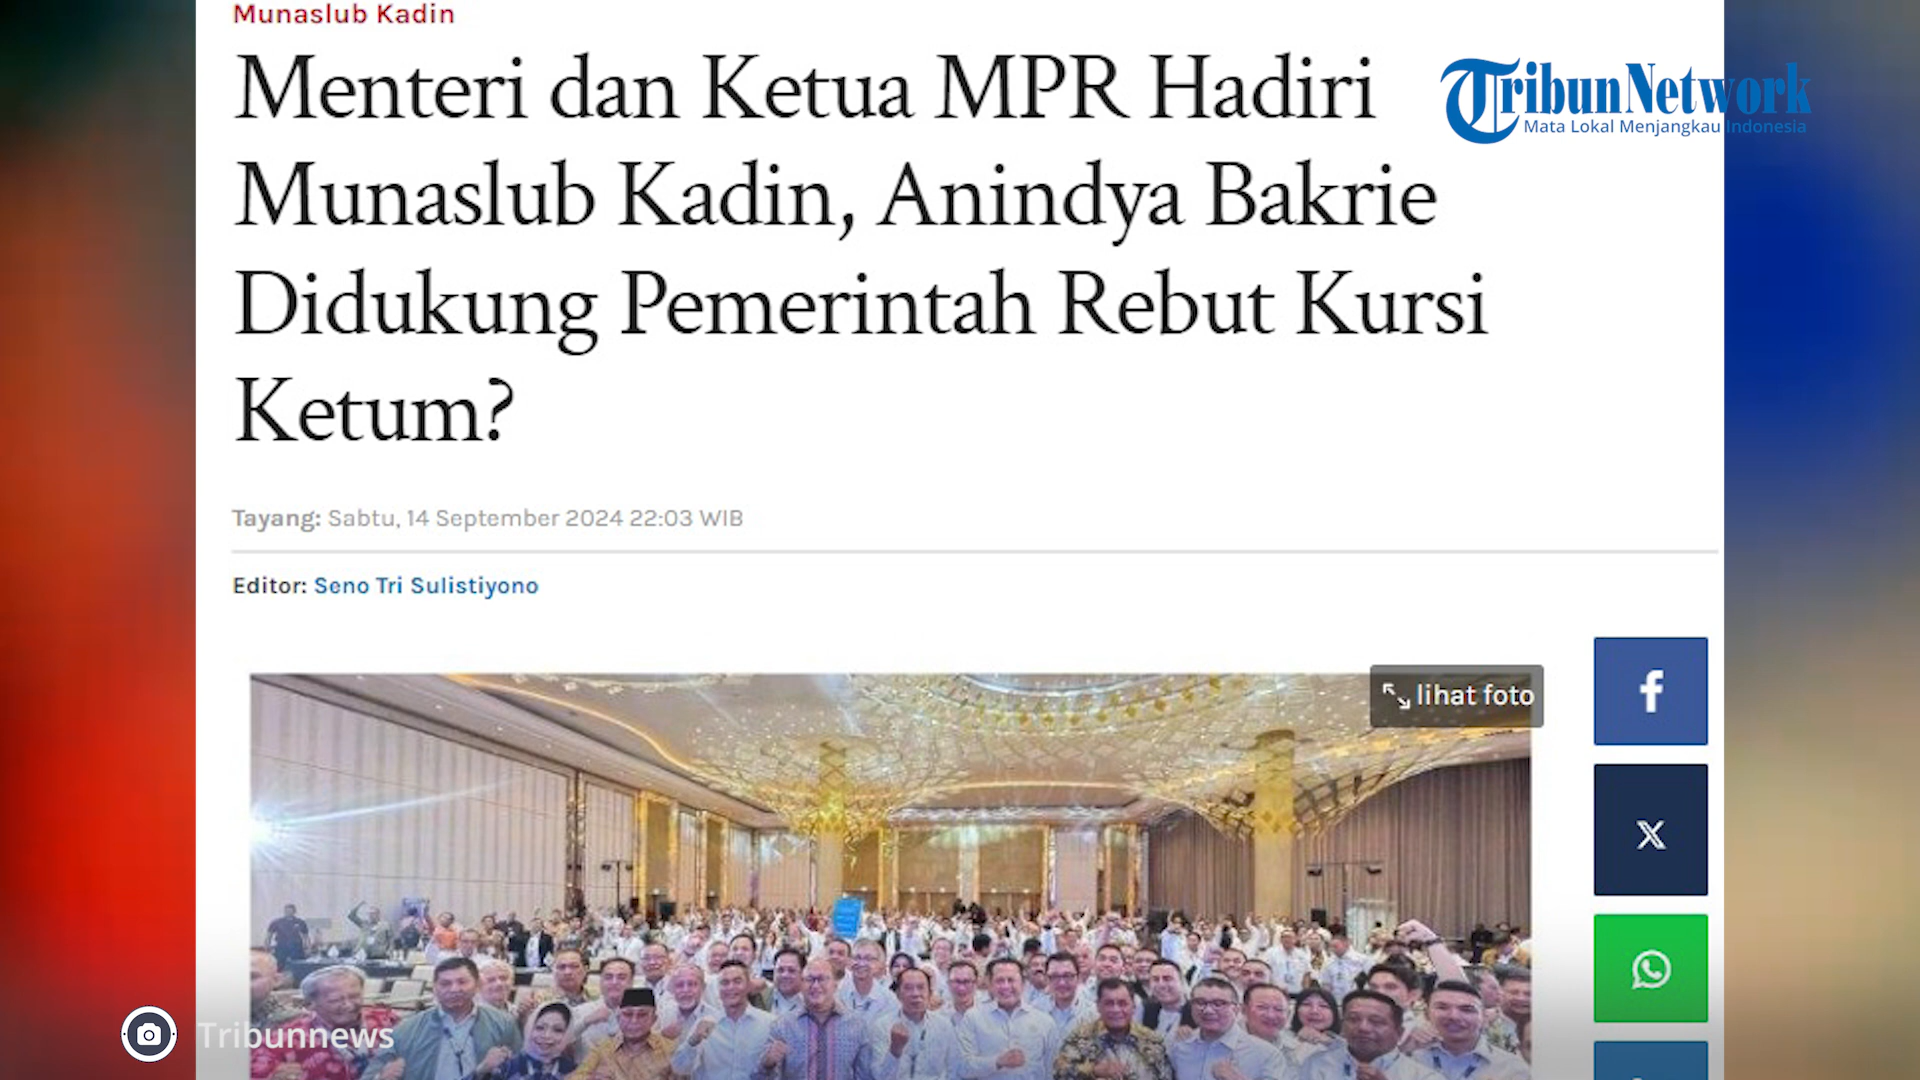 Munaslub Kadin
Menteri dan Ketua MPR Hadiri
Munaslub Kadin, Anindya Bakrie
Didukung Pemerintah Rebut Kursi
Ketum?
TribunNetwork
Mata Lokal Menjangkau Indonesia
Tayang: Sabtu, 14 September 2024 22:03 WIB
Editor: Seno Tri Sulistiyono
lihat foto
Tribunnews